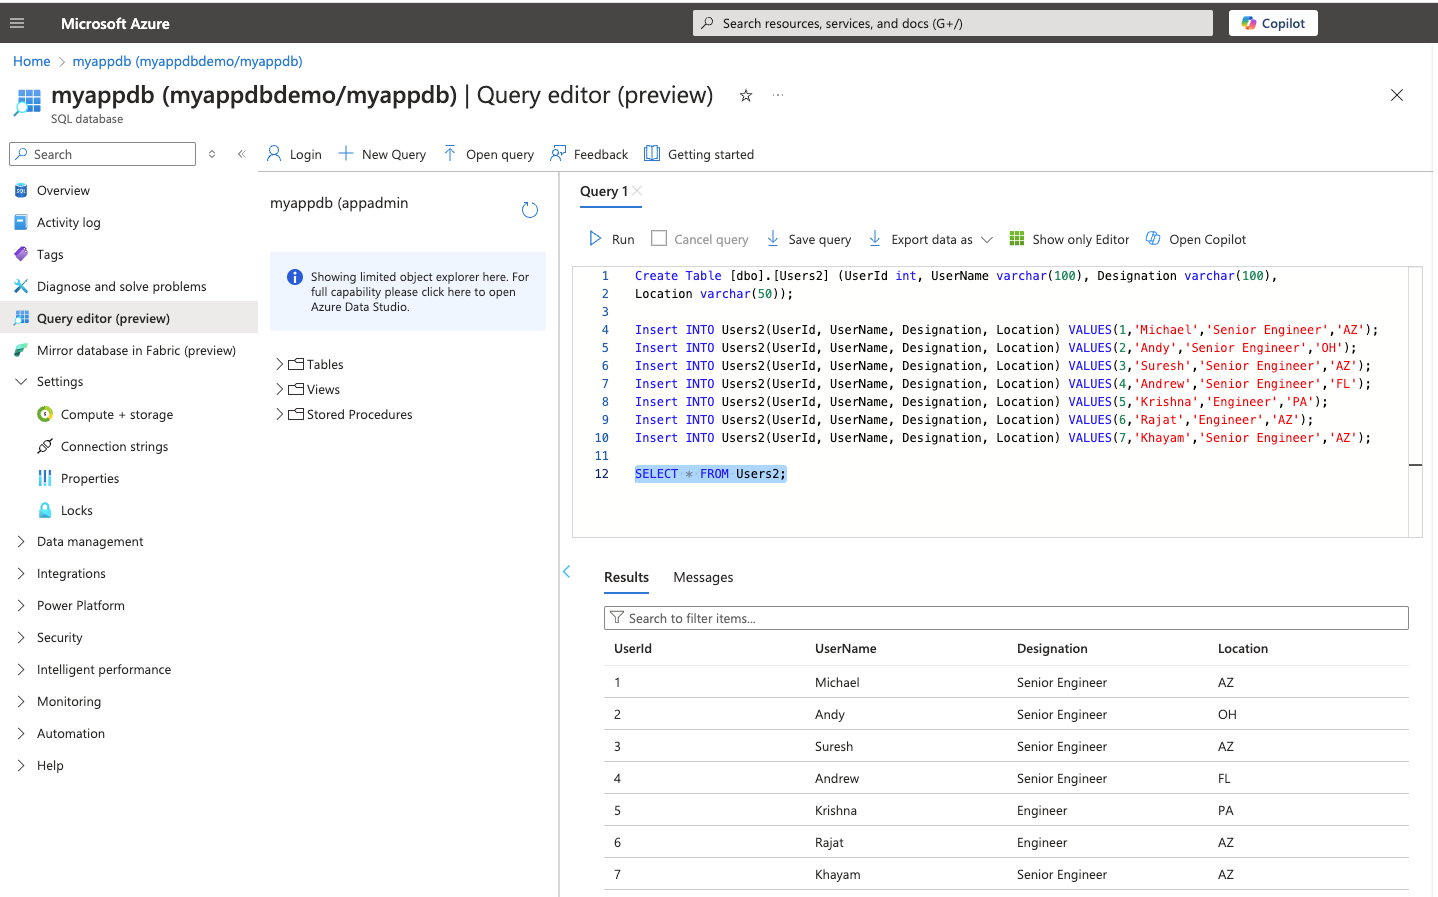 Microsoft Azure
Search resources, services, and docs (G+/)
Copilot
Home > myappdb (myappdbdemo/myappdb)
myappdb (myappdbdemo/myappdb) | Query editor (preview)
SQL database
Search
Overview
Activity log
Tags
Diagnose and solve problems
Query editor (preview)
Mirror database in Fabric (preview)
Settings
Compute + storage
Connection strings
Properties
Locks
Data management
Integrations
Power Platform
Security
Intelligent performance
Monitoring
Automation
Help
Login
New Query
Open query
Feedback
Getting started
myappdb (appadmin
Showing limited object explorer here. For
full capability please click here to open
Azure Data Studio.
Tables
Views
Stored Procedures
Query 1
Run
Cancel query
Save query
Export data as
Show only Editor
Open Copilot
1 Create Table [dbo].[Users2] (UserId int, UserName varchar(100), Designation varchar(100),
2 Location varchar(50));
3
4 Insert INTO Users2(UserId, UserName, Designation, Location) VALUES(1,'Michael','Senior Engineer','AZ');
5 Insert INTO Users2(UserId, UserName, Designation, Location) VALUES(2,'Andy','Senior Engineer','OH');
6 Insert INTO Users2(UserId, UserName, Designation, Location) VALUES(3,'Suresh','Senior Engineer','AZ');
7 Insert INTO Users2(UserId, UserName, Designation, Location) VALUES(4,'Andrew','Senior Engineer','FL');
8 Insert INTO Users2(UserId, UserName, Designation, Location) VALUES(5,'Krishna','Engineer','PA');
9 Insert INTO Users2(UserId, UserName, Designation, Location) VALUES(6,'Rajat','Engineer','AZ');
10 Insert INTO Users2(UserId, UserName, Designation, Location) VALUES(7,'Khayam','Senior Engineer','AZ');
11
12 SELECT * FROM Users2;
Results
Messages
Search to filter items...
UserId UserName Designation Location
1 Michael Senior Engineer AZ
2 Andy Senior Engineer OH
3 Suresh Senior Engineer AZ
4 Andrew Senior Engineer FL
5 Krishna Engineer PA
6 Rajat Engineer AZ
7 Khayam Senior Engineer AZ